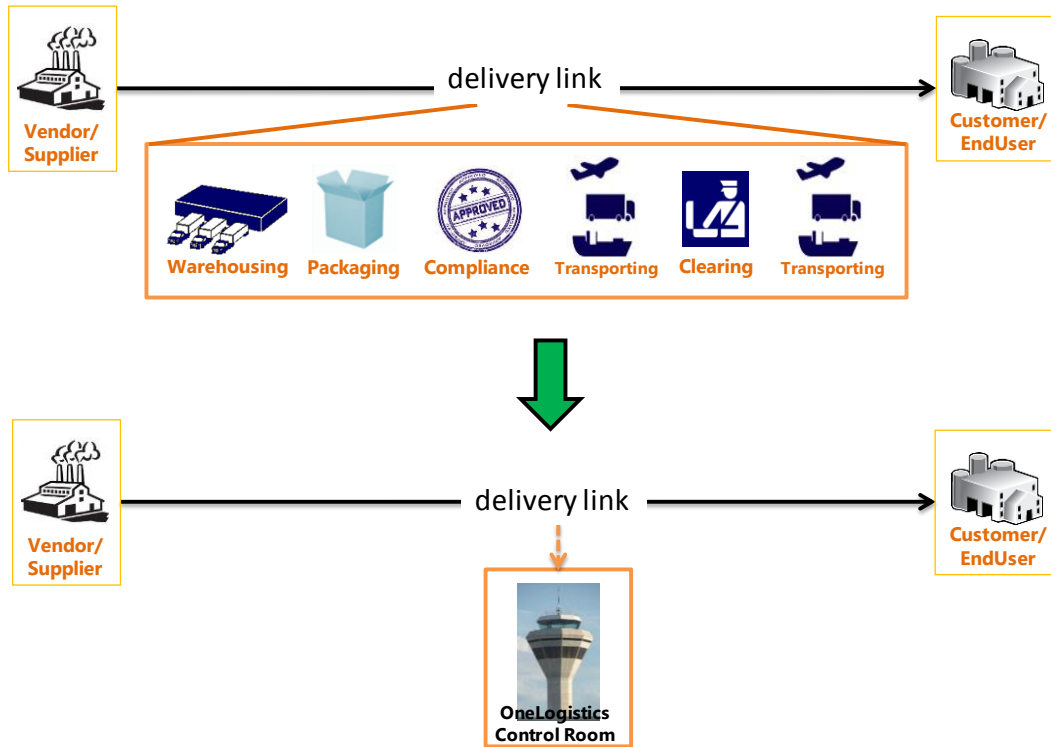 delivery link
Vendor/
Supplier
Customer/
EndUser
APPROVED
Warehousing
Packaging
Compliance
Transporting
Clearing
Transporting
delivery link
Vendor/
Supplier
Customer/
EndUser
OneLogistics
Control Room